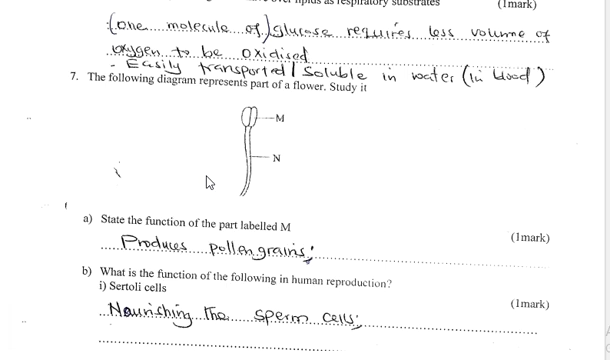 over lipids as respiratory substrates (1mark)
(one molecule of) glucose requires less volume of
oxygen to be oxidised
- Easily transported / Soluble in water (in blood)
7. The following diagram represents part of a flower. Study it
M
N
a) State the function of the part labelled M (1mark)
Produces pollen grains;
b) What is the function of the following in human reproduction?
i) Sertoli cells (1mark)
Nourishing the sperm cells;